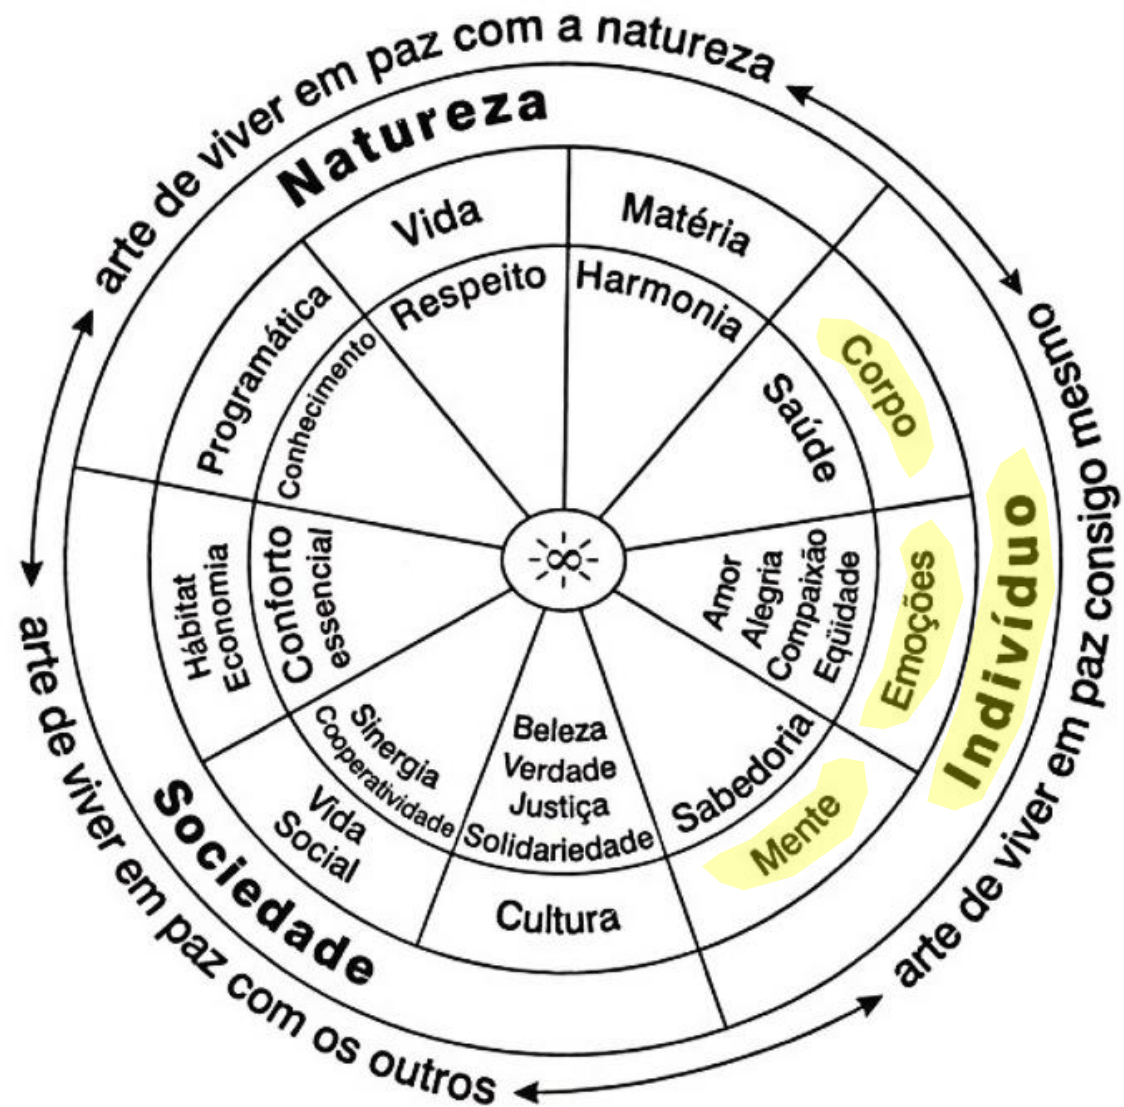 arte de viver em paz com a natureza
Natureza
Vida
Matéria
Respeito
Harmonia
Programática
Conhecimento
arte de viver em paz consigo mesmo
Indivíduo
Corpo
Saúde
Emoções
Amor
Alegria
Compaixão
Eqüidade
Mente
Sabedoria
arte de viver em paz com os outros
Sociedade
Hábitat
Economia
Conforto
essencial
Vida
Social
Sinergia
Cooperatividade
Cultura
Beleza
Verdade
Justiça
Solidariedade
∞